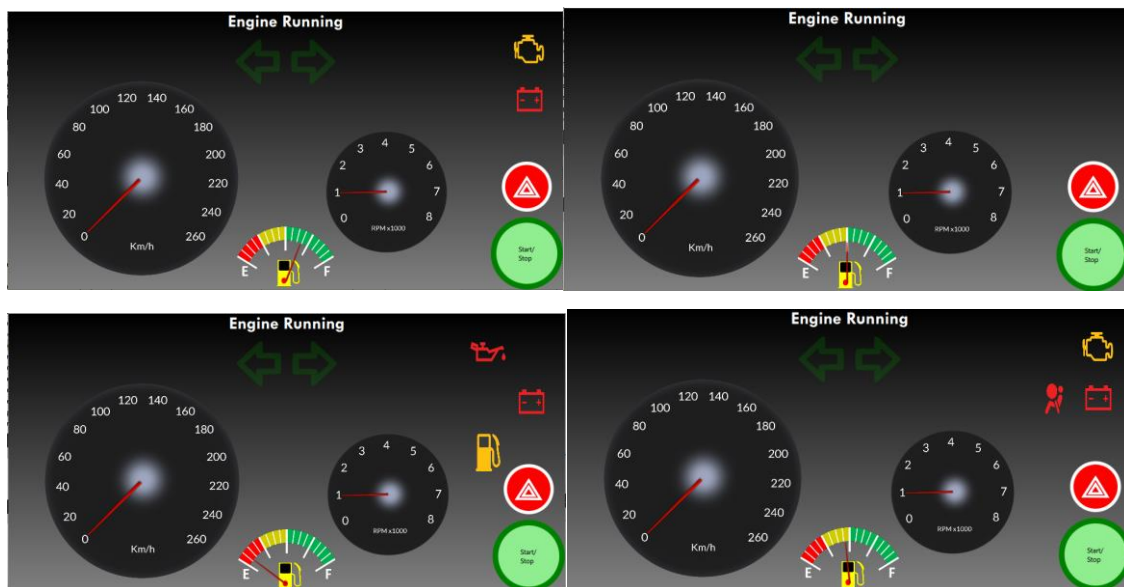 Engine Running
120 140
100 160
80 180
60 200
40 220
20 240
0 260
Km/h
4
3 5
2 6
1 7
0 8
RPM x1000
E F
Start/
Stop
Engine Running
120 140
100 160
80 180
60 200
40 220
20 240
0 260
Km/h
4
3 5
2 6
1 7
0 8
RPM x1000
E F
Start/
Stop
Engine Running
120 140
100 160
80 180
60 200
40 220
20 240
0 260
Km/h
4
3 5
2 6
1 7
0 8
RPM x1000
E F
Start/
Stop
Engine Running
120 140
100 160
80 180
60 200
40 220
20 240
0 260
Km/h
4
3 5
2 6
1 7
0 8
RPM x1000
E F
Start/
Stop